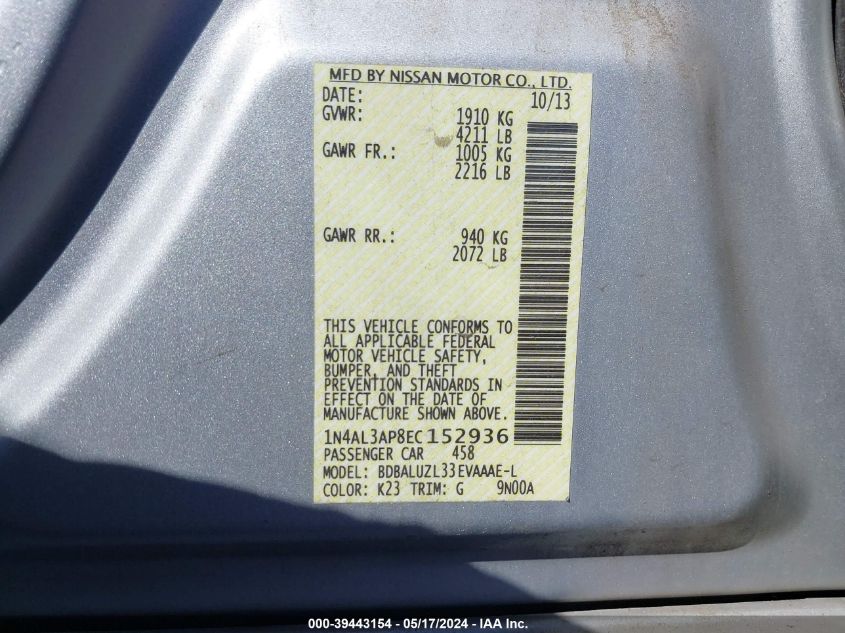 MFD BY NISSAN MOTOR CO., LTD.
DATE: 10/13
GVWR: 1910 KG
4211 LB
GAWR FR.: 1005 KG
2216 LB
GAWR RR.: 940 KG
2072 LB
THIS VEHICLE CONFORMS TO
ALL APPLICABLE FEDERAL
MOTOR VEHICLE SAFETY,
BUMPER, AND THEFT
PREVENTION STANDARDS IN
EFFECT ON THE DATE OF
MANUFACTURE SHOWN ABOVE.
1N4AL3AP8EC152936
PASSENGER CAR 458
MODEL: BDBALUZL33EVAAAE-L
COLOR: K23 TRIM: G 9N00A
000-39443154 - 05/17/2024 - IAA Inc.